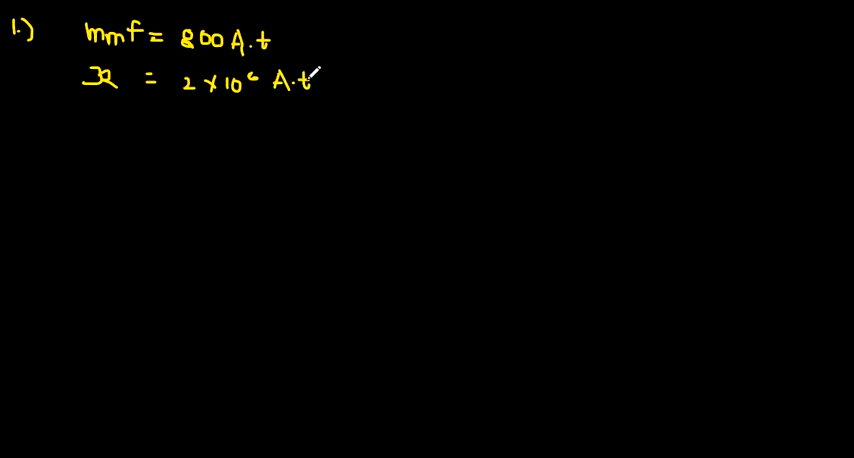 1.) mmf = 800 A.t
ℛ = 2 × 10⁶ A.t